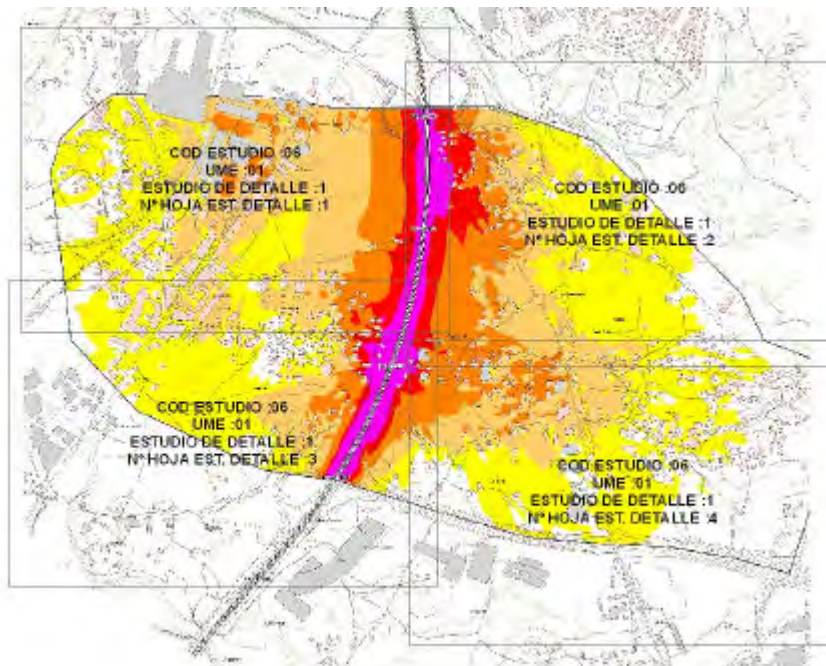 COD ESTUDIO :06
UME :01
ESTUDIO DE DETALLE :1
Nº HOJA EST. DETALLE :1
COD ESTUDIO :06
UME :01
ESTUDIO DE DETALLE :1
Nº HOJA EST. DETALLE :2
COD ESTUDIO :06
UME :01
ESTUDIO DE DETALLE :1
Nº HOJA EST. DETALLE :3
COD ESTUDIO :06
UME :01
ESTUDIO DE DETALLE :1
Nº HOJA EST. DETALLE :4